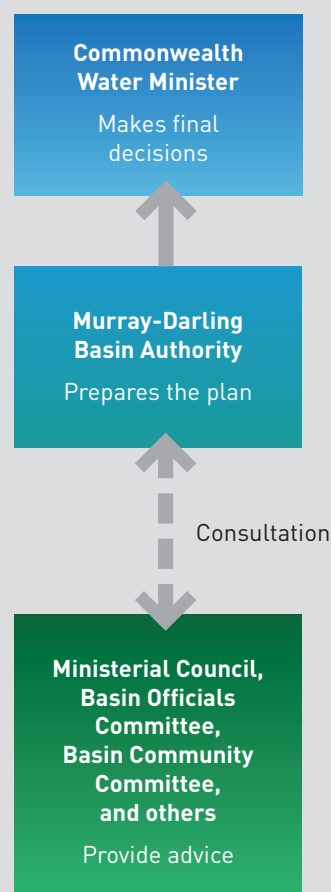 Commonwealth
Water Minister
Makes final
decisions
Murray-Darling
Basin Authority
Prepares the plan
Consultation
Ministerial Council,
Basin Officials
Committee,
Basin Community
Committee,
and others
Provide advice